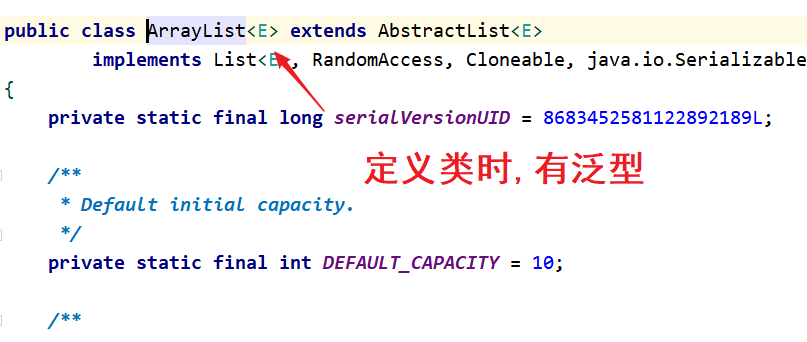 public class ArrayList<E> extends AbstractList<E>
implements List<E>, RandomAccess, Cloneable, java.io.Serializable
{
private static final long serialVersionUID = 8683452581122892189L;
定义类时,有泛型
/**
* Default initial capacity.
*/
private static final int DEFAULT_CAPACITY = 10;
/**